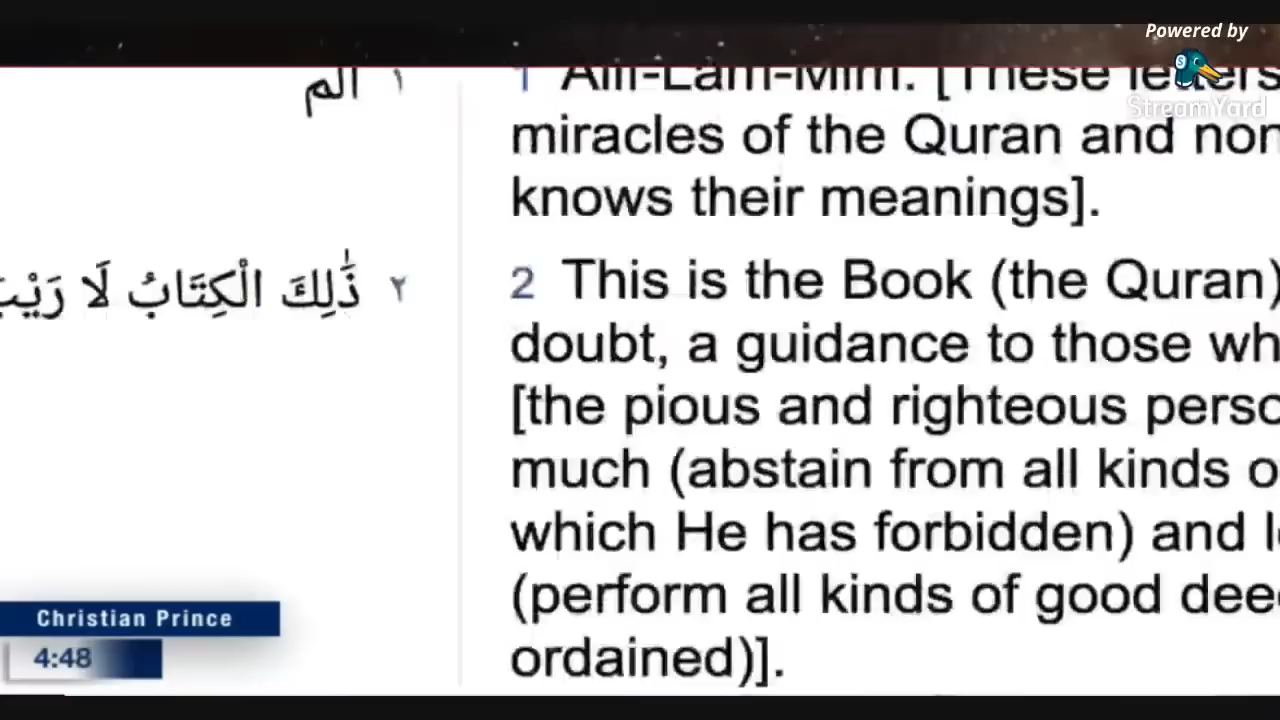 Powered by
StreamYard
١ الم
1 Alif-Lam-Mim. [These letters
miracles of the Quran and non
knows their meanings].
٢ ذَٰلِكَ الْكِتَابُ لَا رَيْبَ
2 This is the Book (the Quran)
doubt, a guidance to those wh
[the pious and righteous perso
much (abstain from all kinds o
which He has forbidden) and l
(perform all kinds of good dee
ordained)].
Christian Prince
4:48